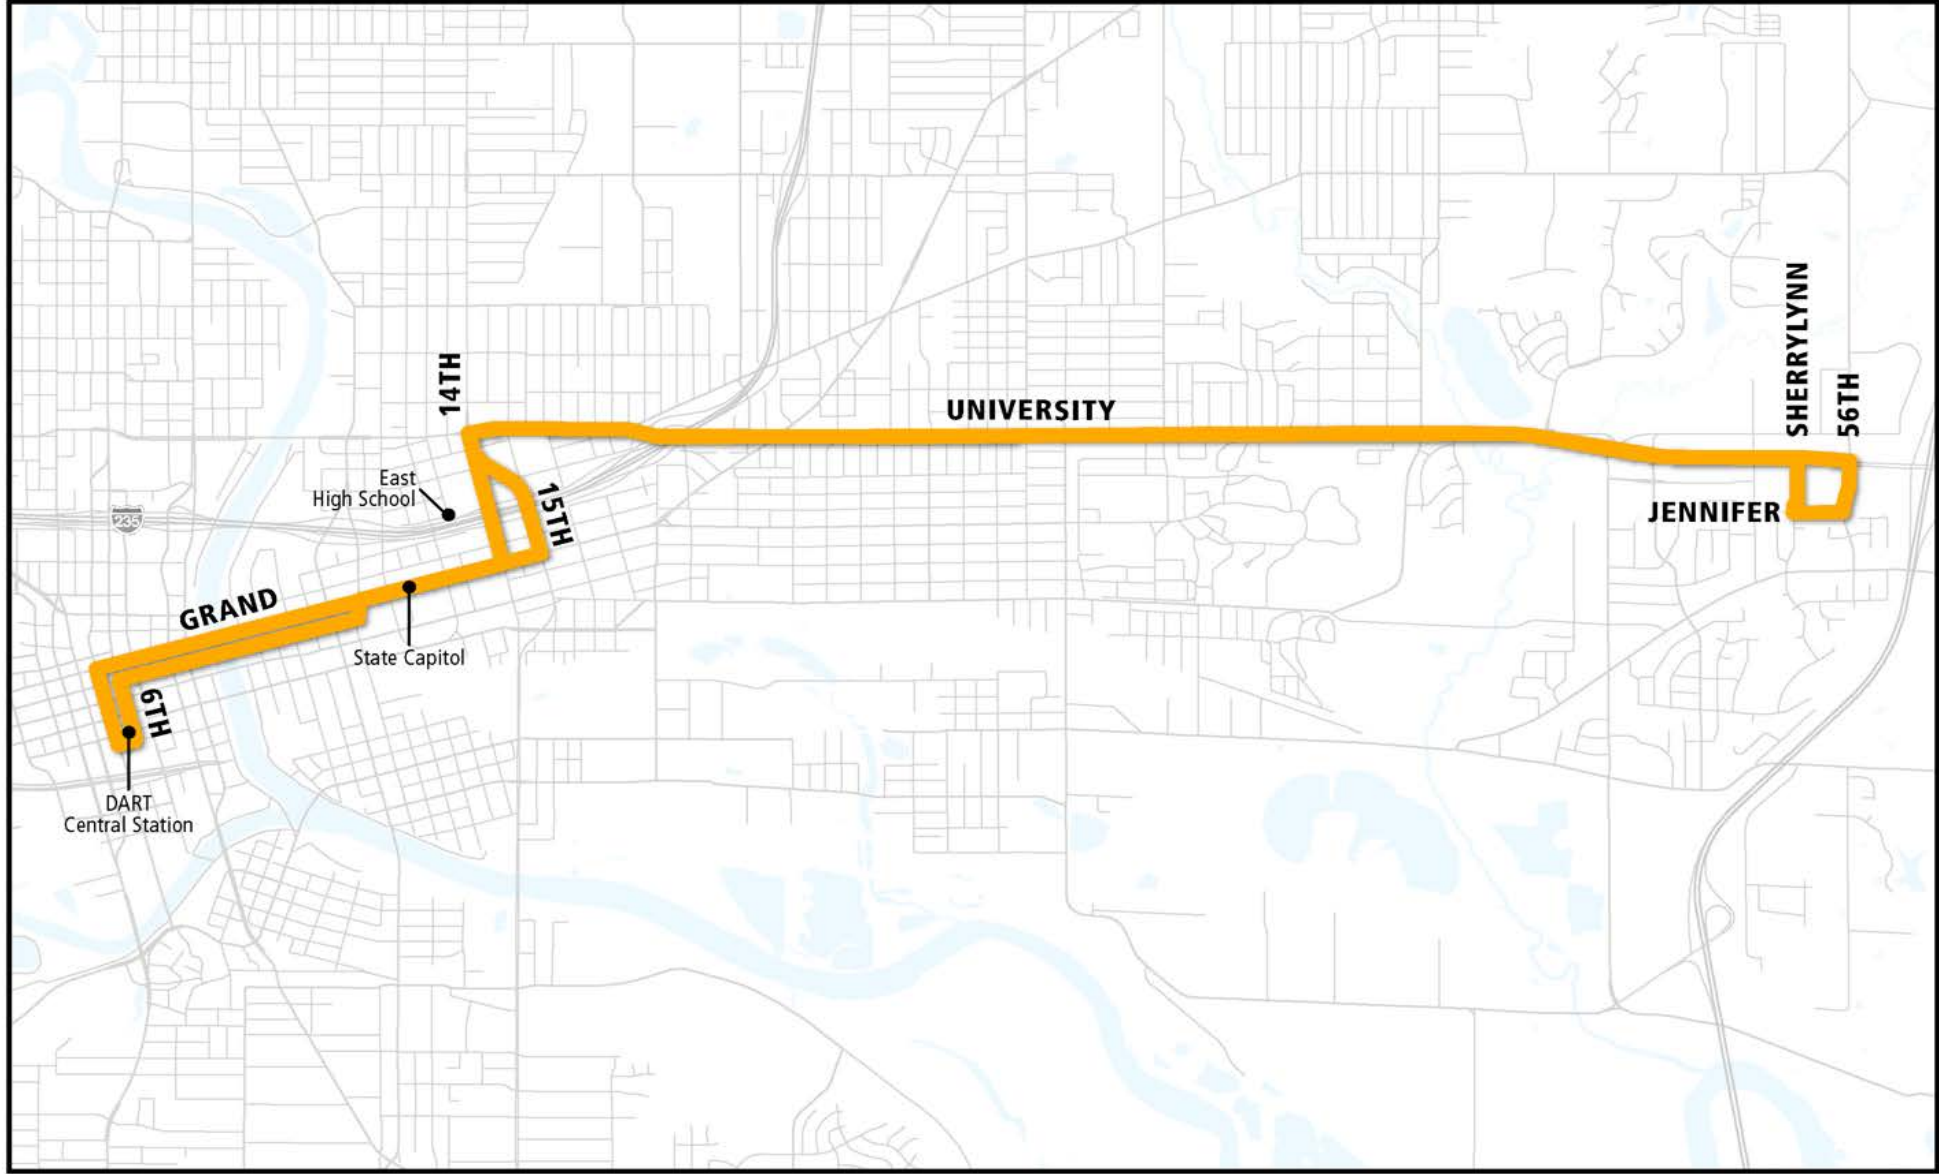 SHERRYLYNN
14TH
56TH
UNIVERSITY
East
High School
15TH
JENNIFER
235
GRAND
State Capitol
6TH
DART
Central Station